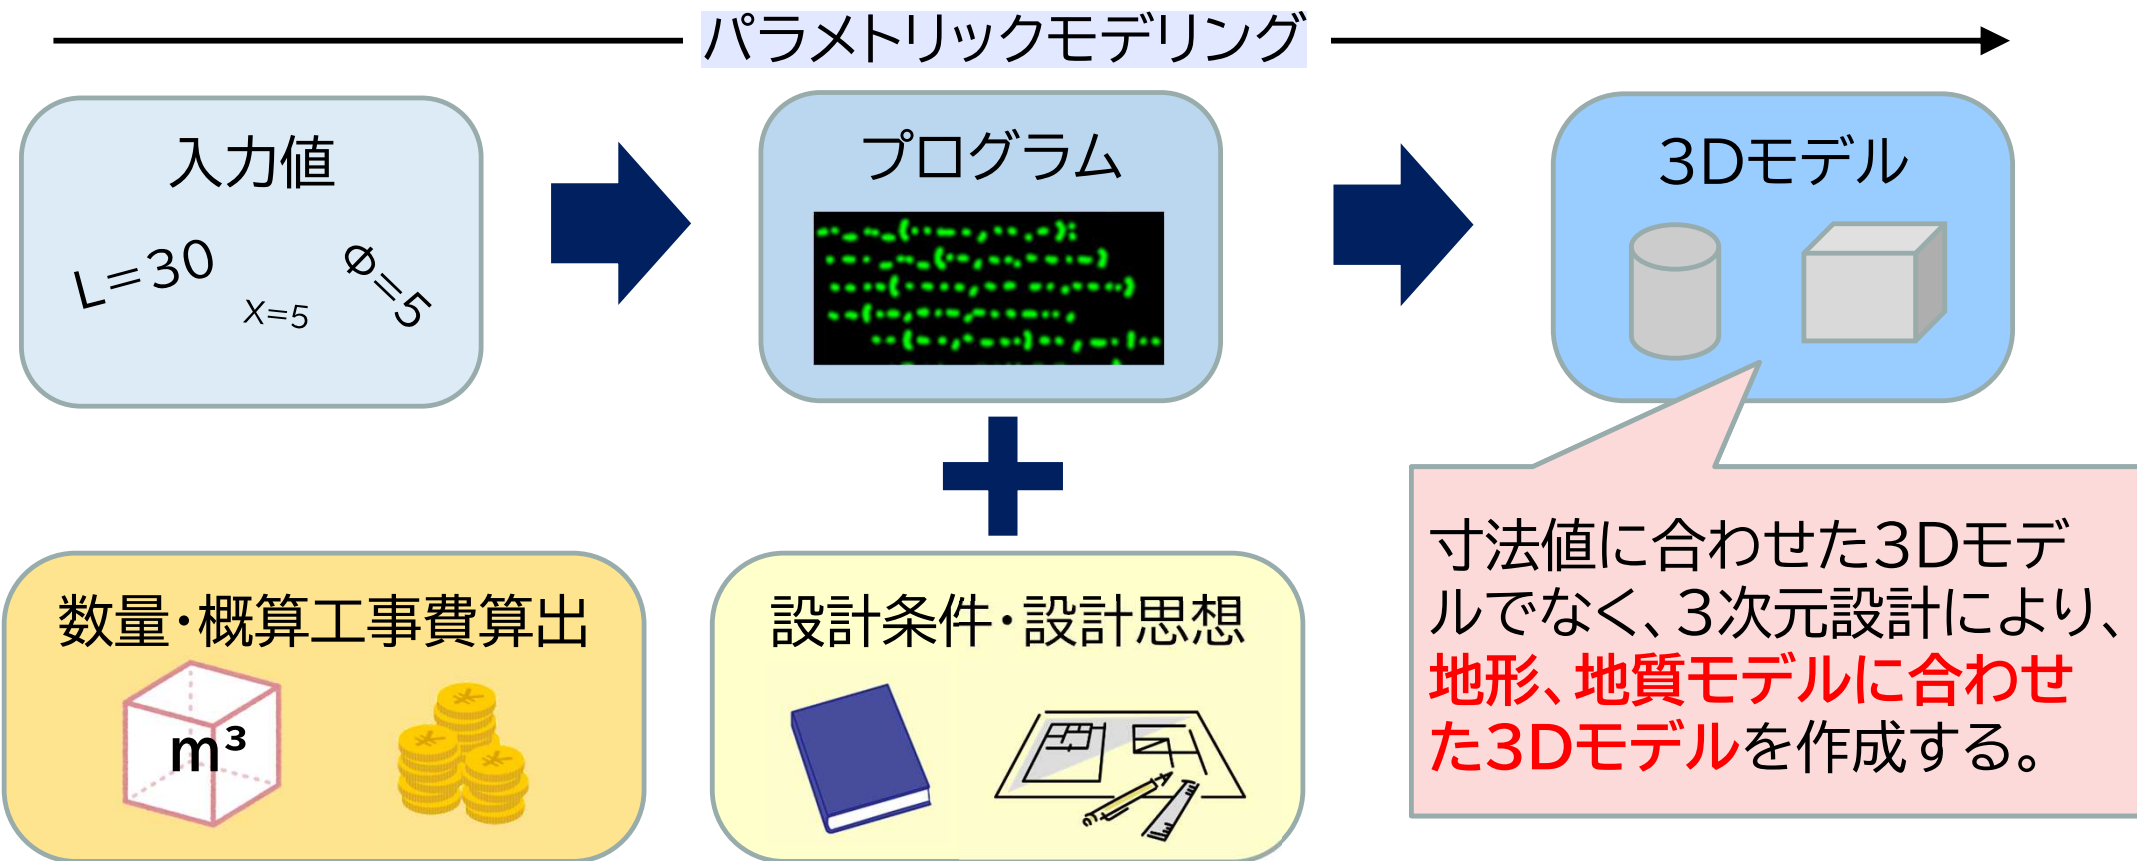 パラメトリックモデリング
入力値
L=30
X=5
Φ=5
プログラム
3Dモデル
数量・概算工事費算出
m³
設計条件・設計思想
寸法値に合わせた3Dモデ
ルでなく、3次元設計により、
地形、地質モデルに合わせ
た3Dモデルを作成する。